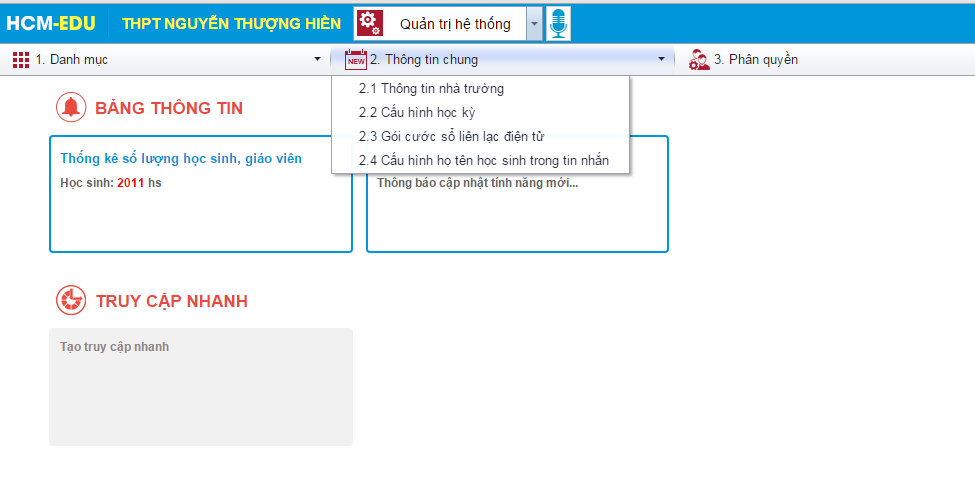 HCM-EDU THPT NGUYỄN THƯỢNG HIỀN Quản trị hệ thống
1. Danh mục NEW 2. Thông tin chung 3. Phân quyền
2.1 Thông tin nhà trường
2.2 Cấu hình học kỳ
2.3 Gói cước sổ liên lạc điện tử
2.4 Cấu hình họ tên học sinh trong tin nhắn
BẢNG THÔNG TIN
Thống kê số lượng học sinh, giáo viên
Học sinh: 2011 hs
Thông báo cập nhật tính năng mới...
TRUY CẬP NHANH
Tạo truy cập nhanh